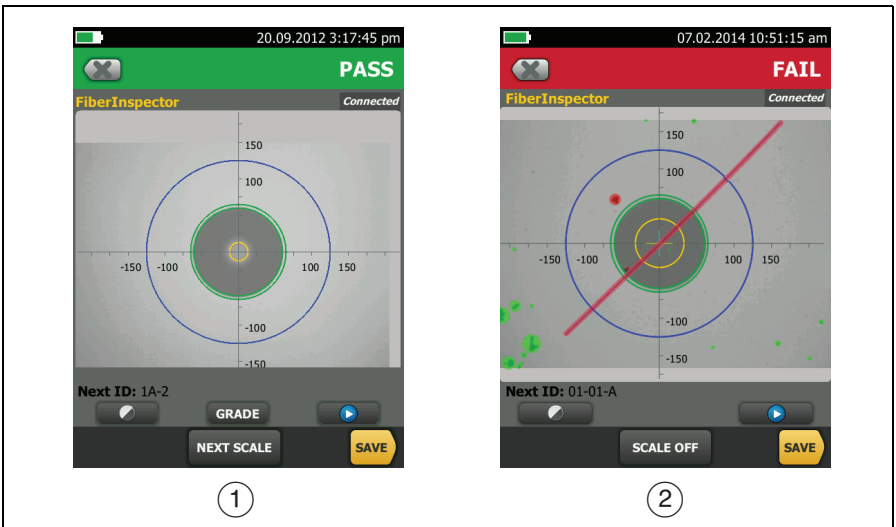 20.09.2012 3:17:45 pm
PASS
FiberInspector
Connected
150
100
-150 -100 100 150
-100
-150
Next ID: 1A-2
GRADE
NEXT SCALE
SAVE
1
07.02.2014 10:51:15 am
FAIL
FiberInspector
Connected
150
100
-150 -100 100 150
-100
-150
Next ID: 01-01-A
SCALE OFF
SAVE
2